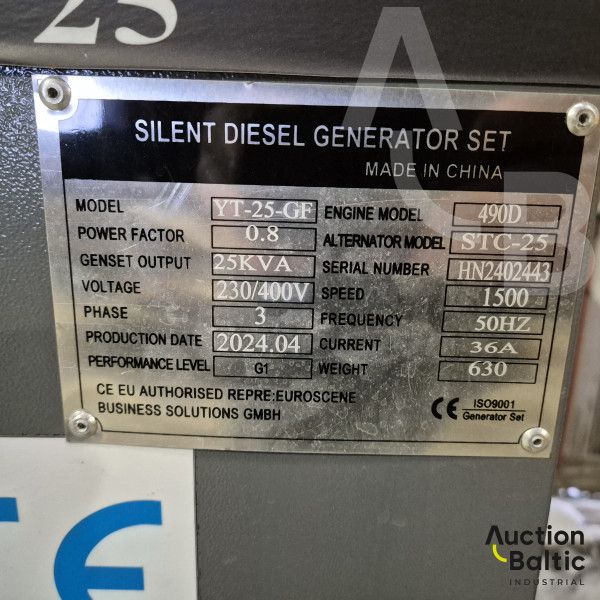 25
SILENT DIESEL GENERATOR SET
MADE IN CHINA
MODEL YT-25-GF ENGINE MODEL 490D
POWER FACTOR 0.8 ALTERNATOR MODEL STC-25
GENSET OUTPUT 25KVA SERIAL NUMBER HN2402443
VOLTAGE 230/400V SPEED 1500
PHASE 3 FREQUENCY 50HZ
PRODUCTION DATE 2024.04 CURRENT 36A
PERFORMANCE LEVEL G1 WEIGHT 630
CE EU AUTHORISED REPRE:EUROSCENE
BUSINESS SOLUTIONS GMBH
CE ISO9001
Generator Set
CE
AB
Auction
Baltic
INDUSTRIAL